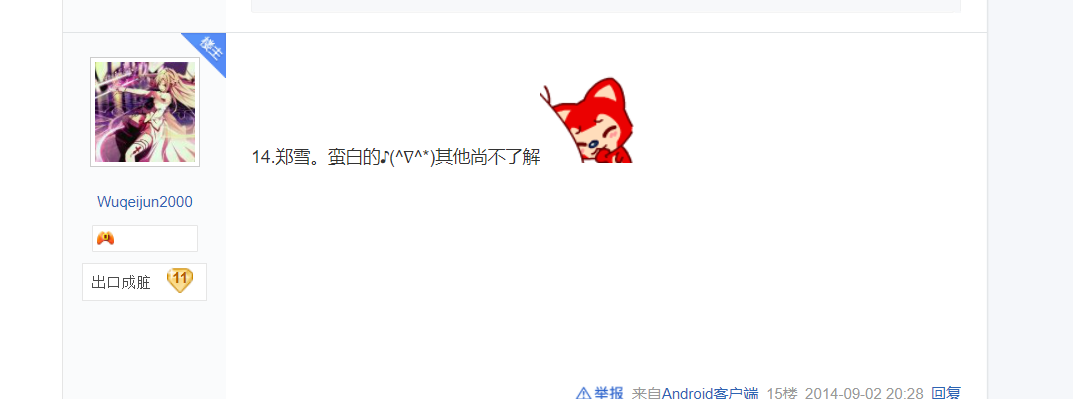 楼主
14.郑雪。蛮白的♪(^∇^*)其他尚不了解
Wuqeijun2000
出口成脏 11
举报 来自Android客户端 15楼 2014-09-02 20:28 回复